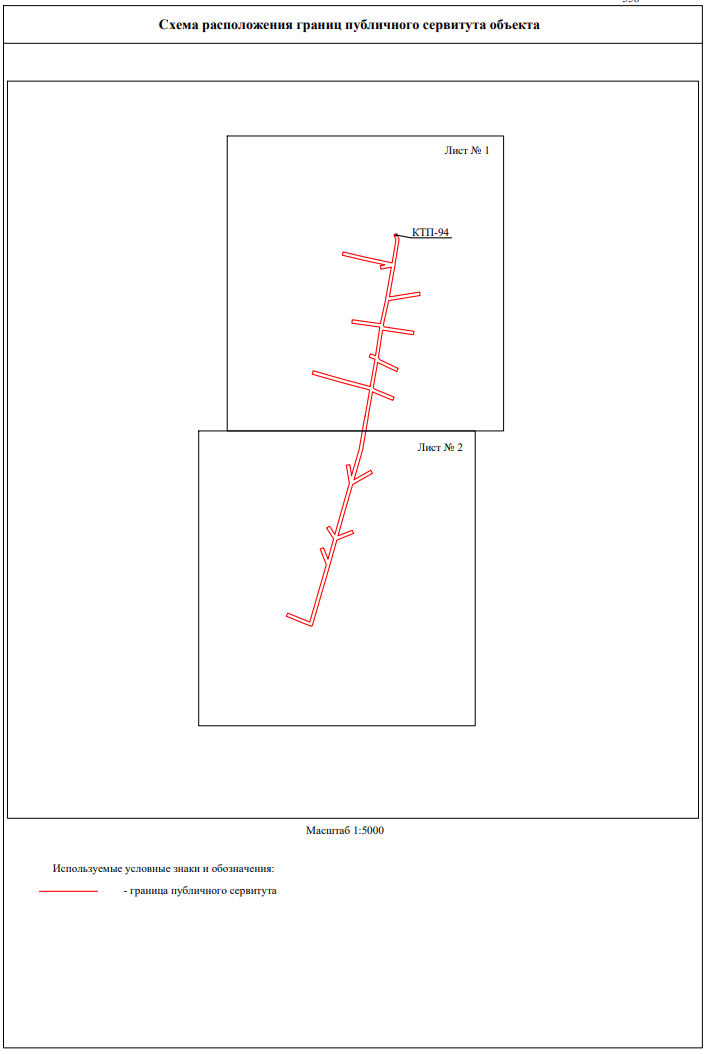 Схема расположения границ публичного сервитута объекта
Лист № 1
КТП-94
Лист № 2
Масштаб 1:5000
Используемые условные знаки и обозначения:
- граница публичного сервитута